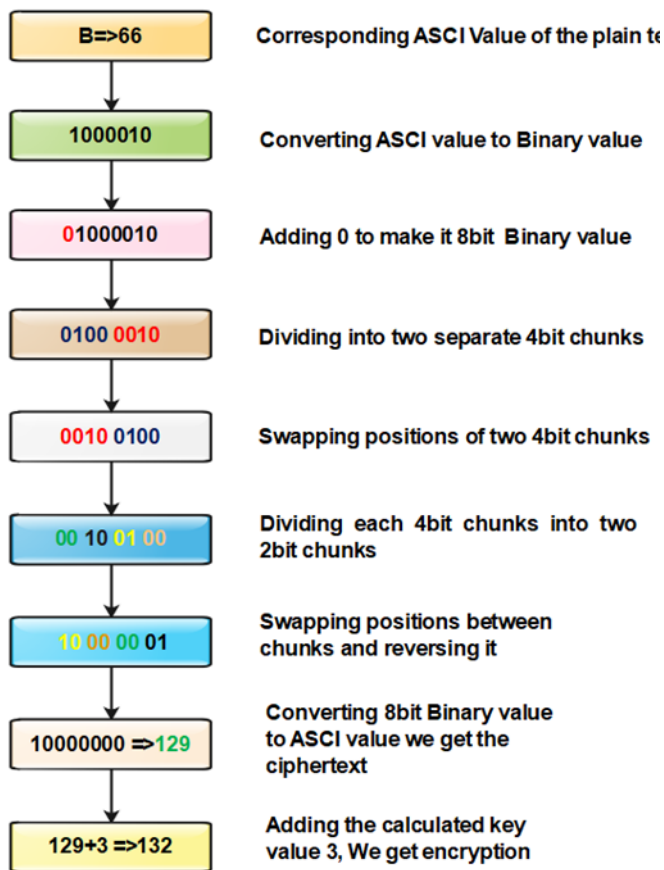 B=>66
Corresponding ASCI Value of the plain
1000010
Converting ASCI value to Binary value
01000010
Adding 0 to make it 8bit Binary value
0100 0010
Dividing into two separate 4bit chunks
0010 0100
Swapping positions of two 4bit chunks
00 10 01 00
Dividing each 4bit chunks into two
2bit chunks
10 00 00 01
Swapping positions between
chunks and reversing it
10000000 =>129
Converting 8bit Binary value
to ASCI value we get the
ciphertext
129+3 =>132
Adding the calculated key
value 3, We get encryption